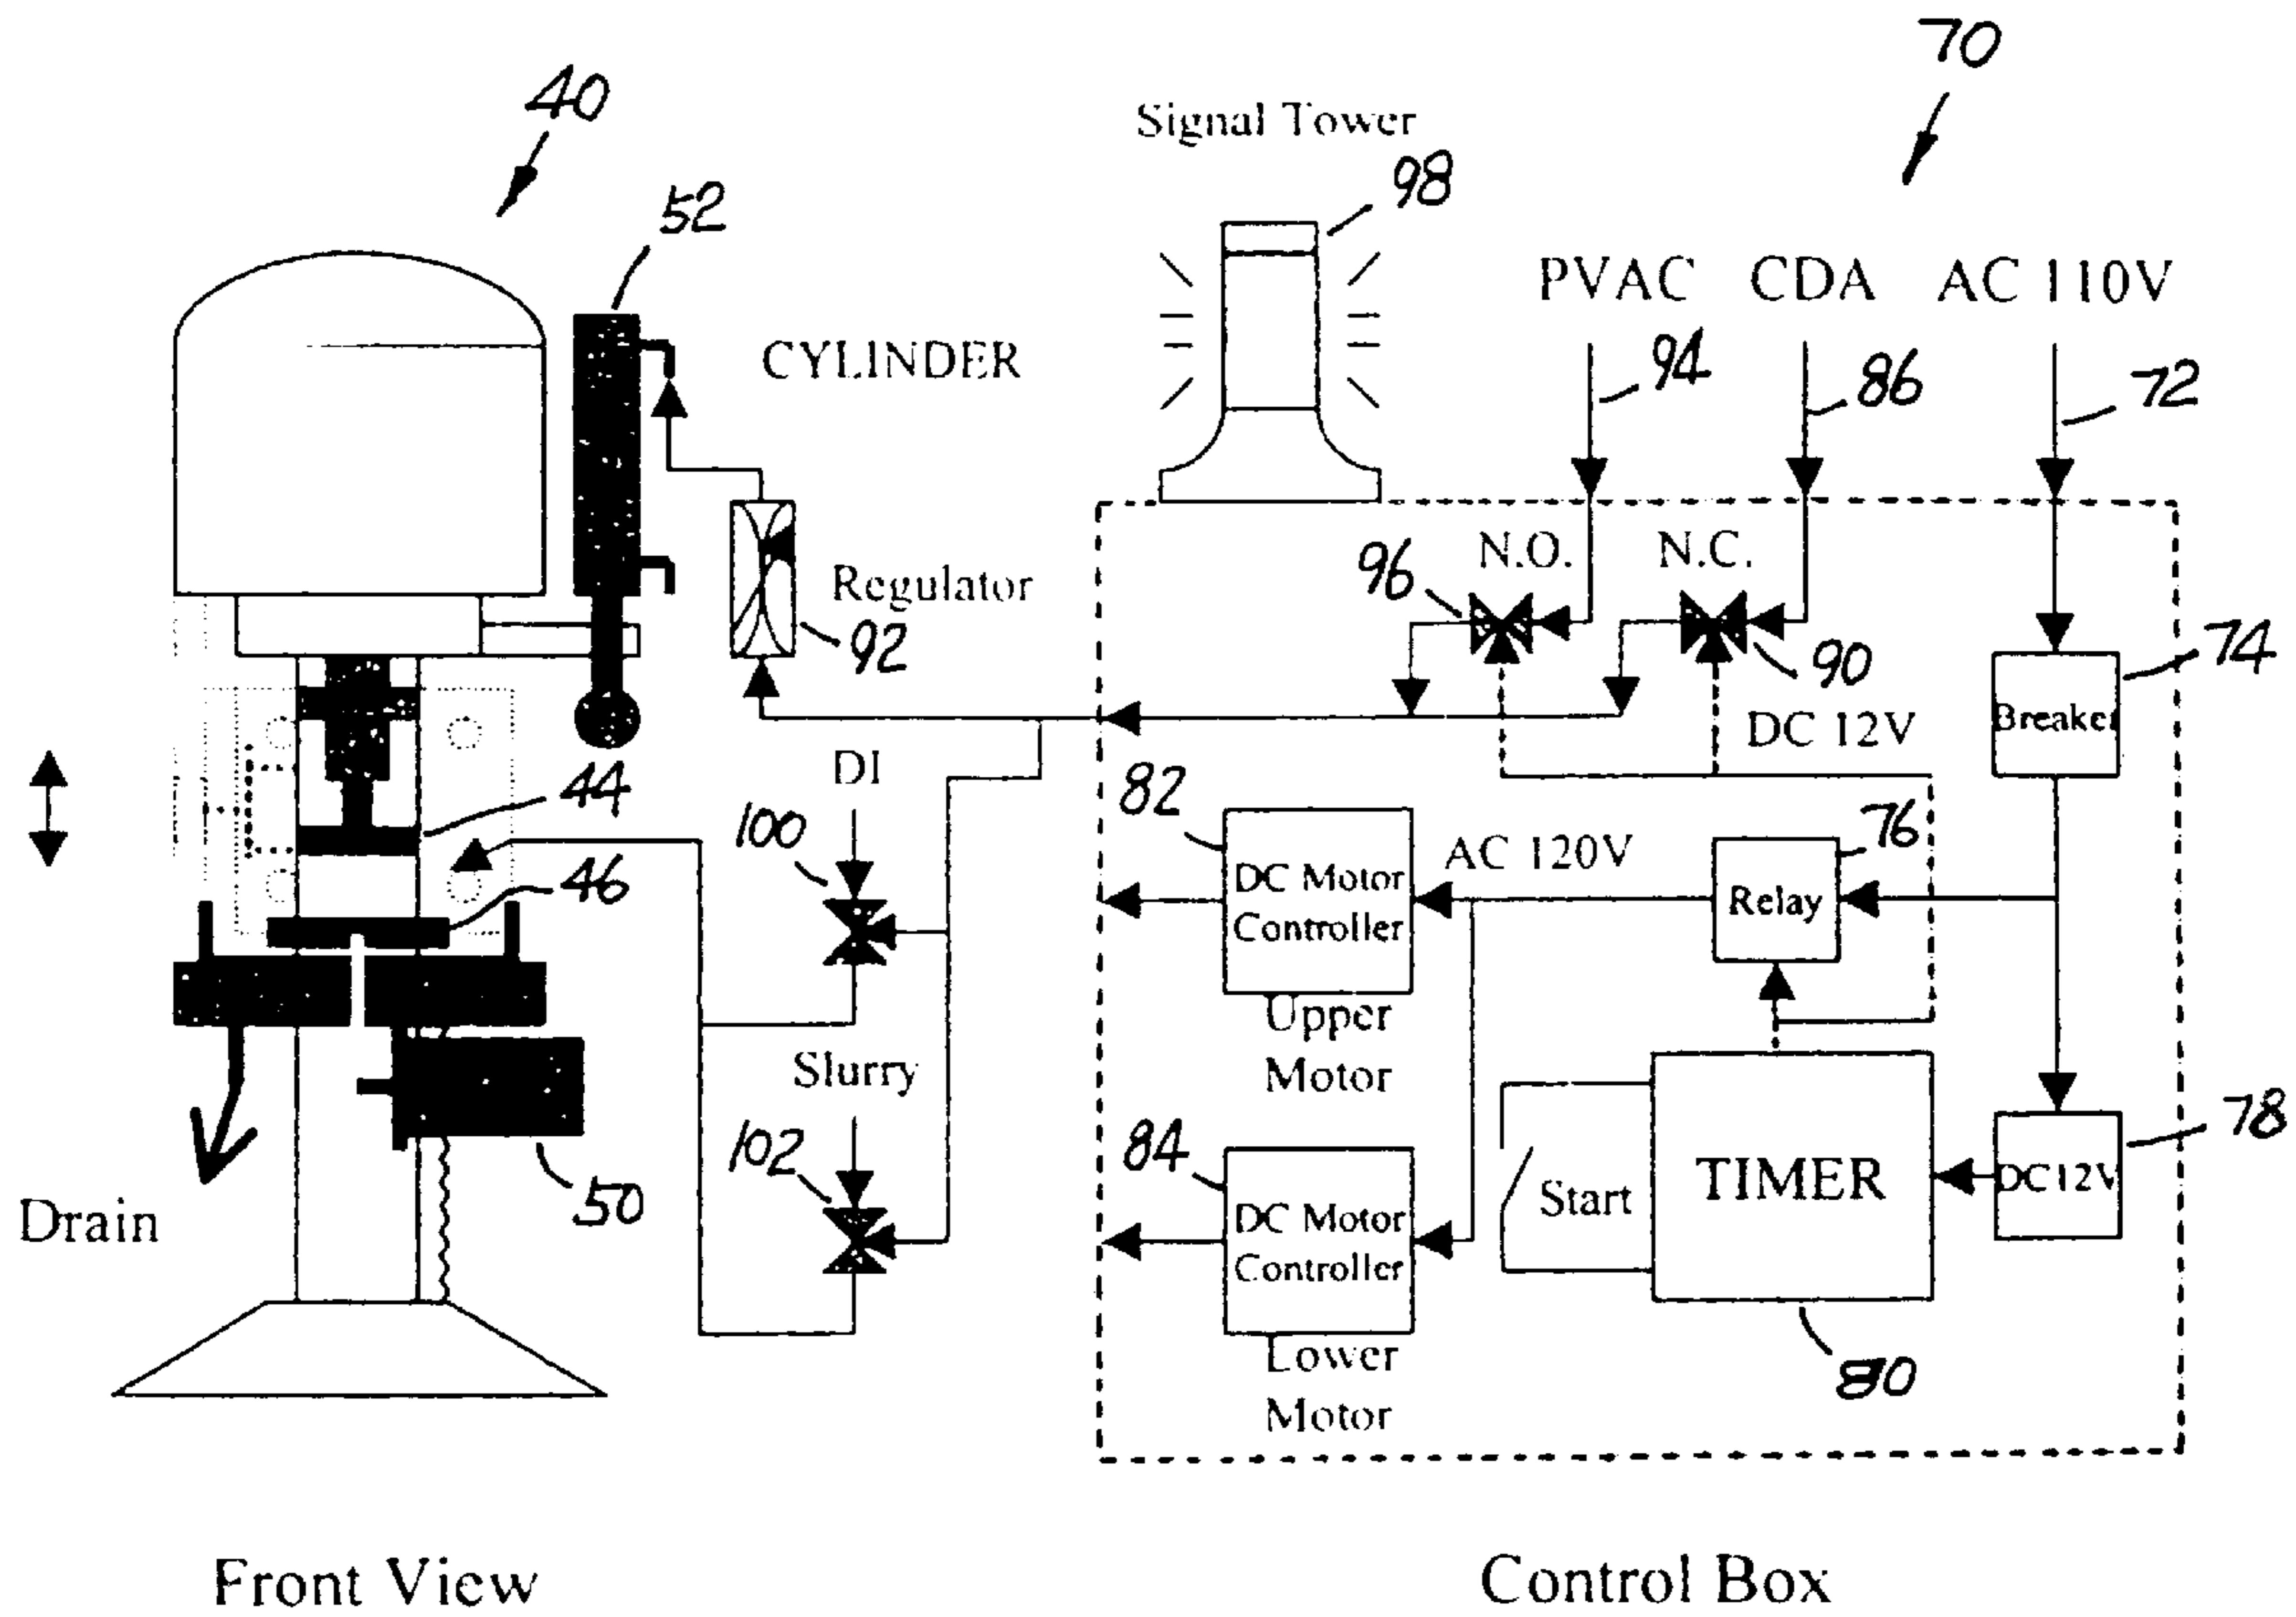 70
40
Signal Tower
98
52
PVAC CDA AC 110V
CYLINDER
94
86
72
N.O. N.C.
96
Regulator
92
90
74
Breaker
DC 12V
DI
82
44
100
AC 120V
76
46
DC Motor
Controller
Relay
Upper
Motor
Slurry
78
102
84
TIMER
DC12V
50
Start
Drain
DC Motor
Controller
Lower
Motor
80
Front View
Control Box